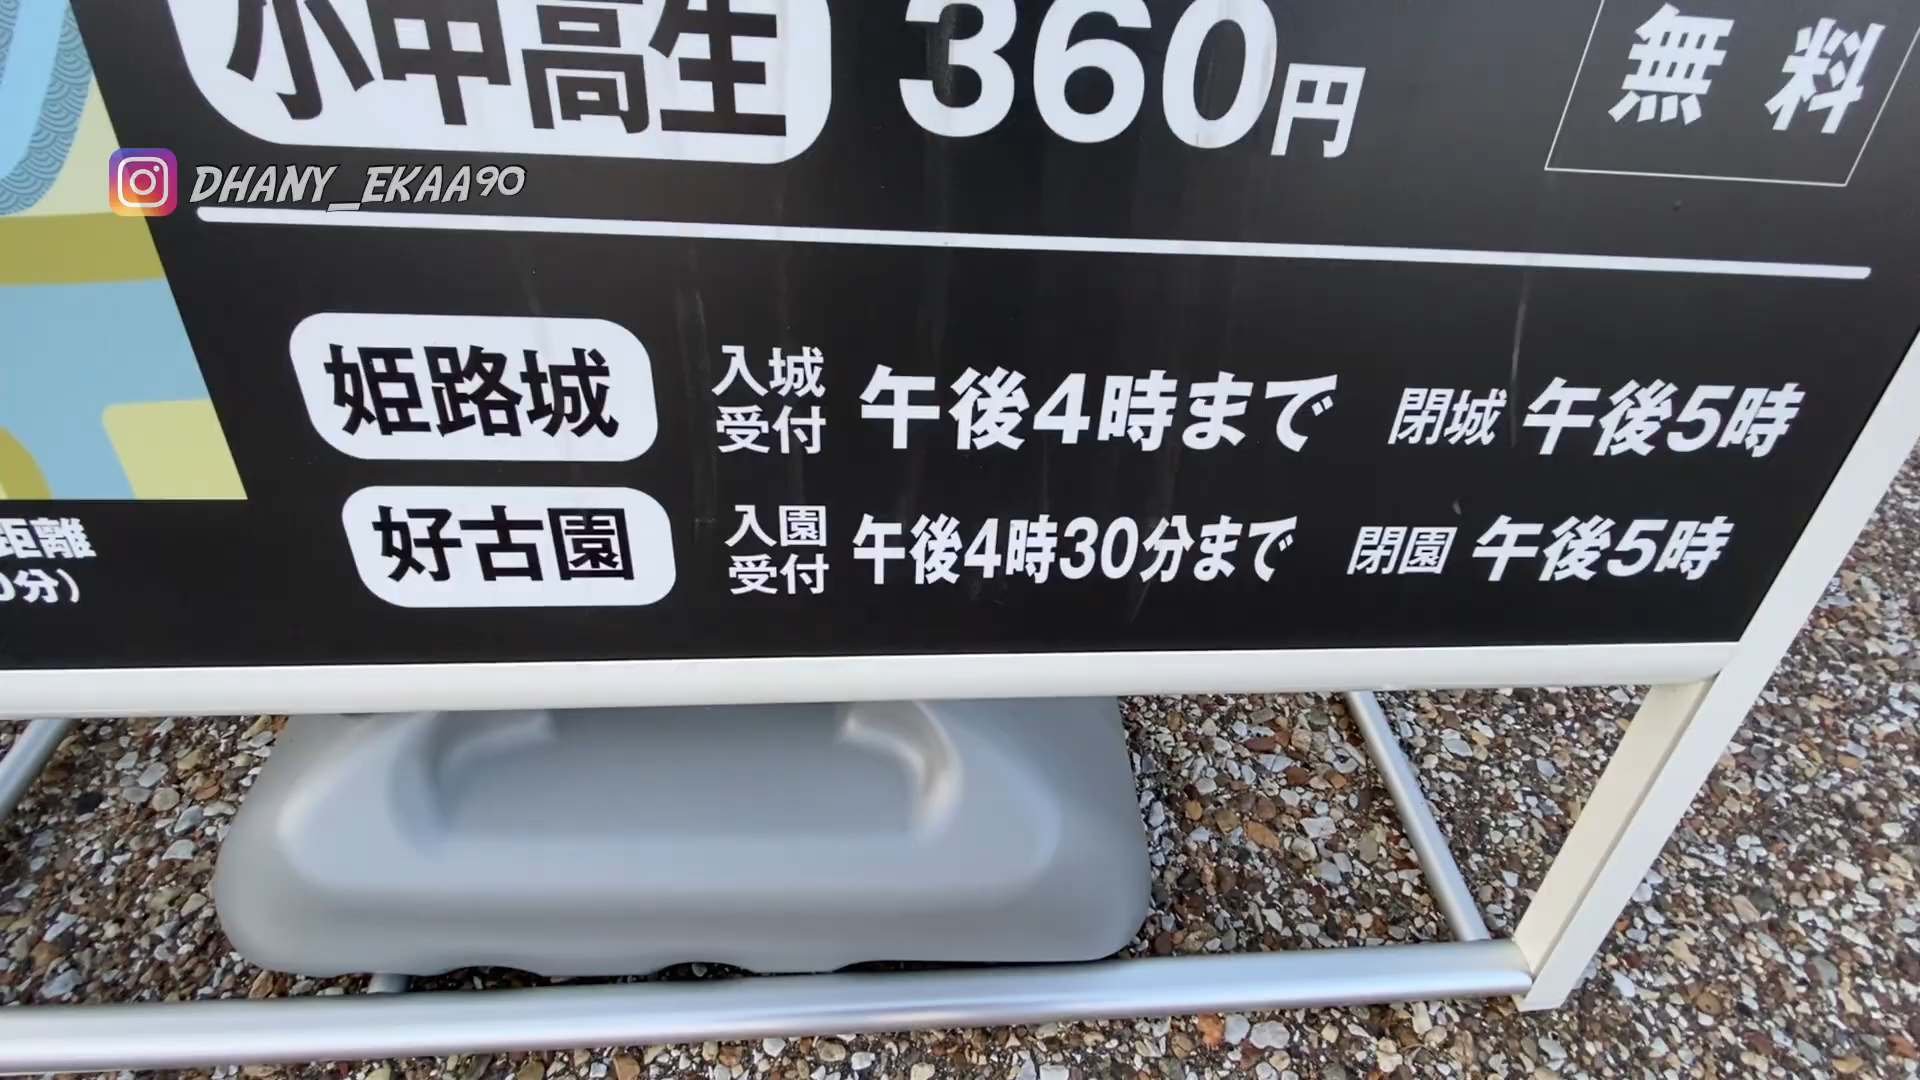 小中高生 360円 無料
DHANY_EKAA90
姫路城 入城受付 午後4時まで 閉城 午後5時
好古園 入園受付 午後4時30分まで 閉園 午後5時
距離
0分)